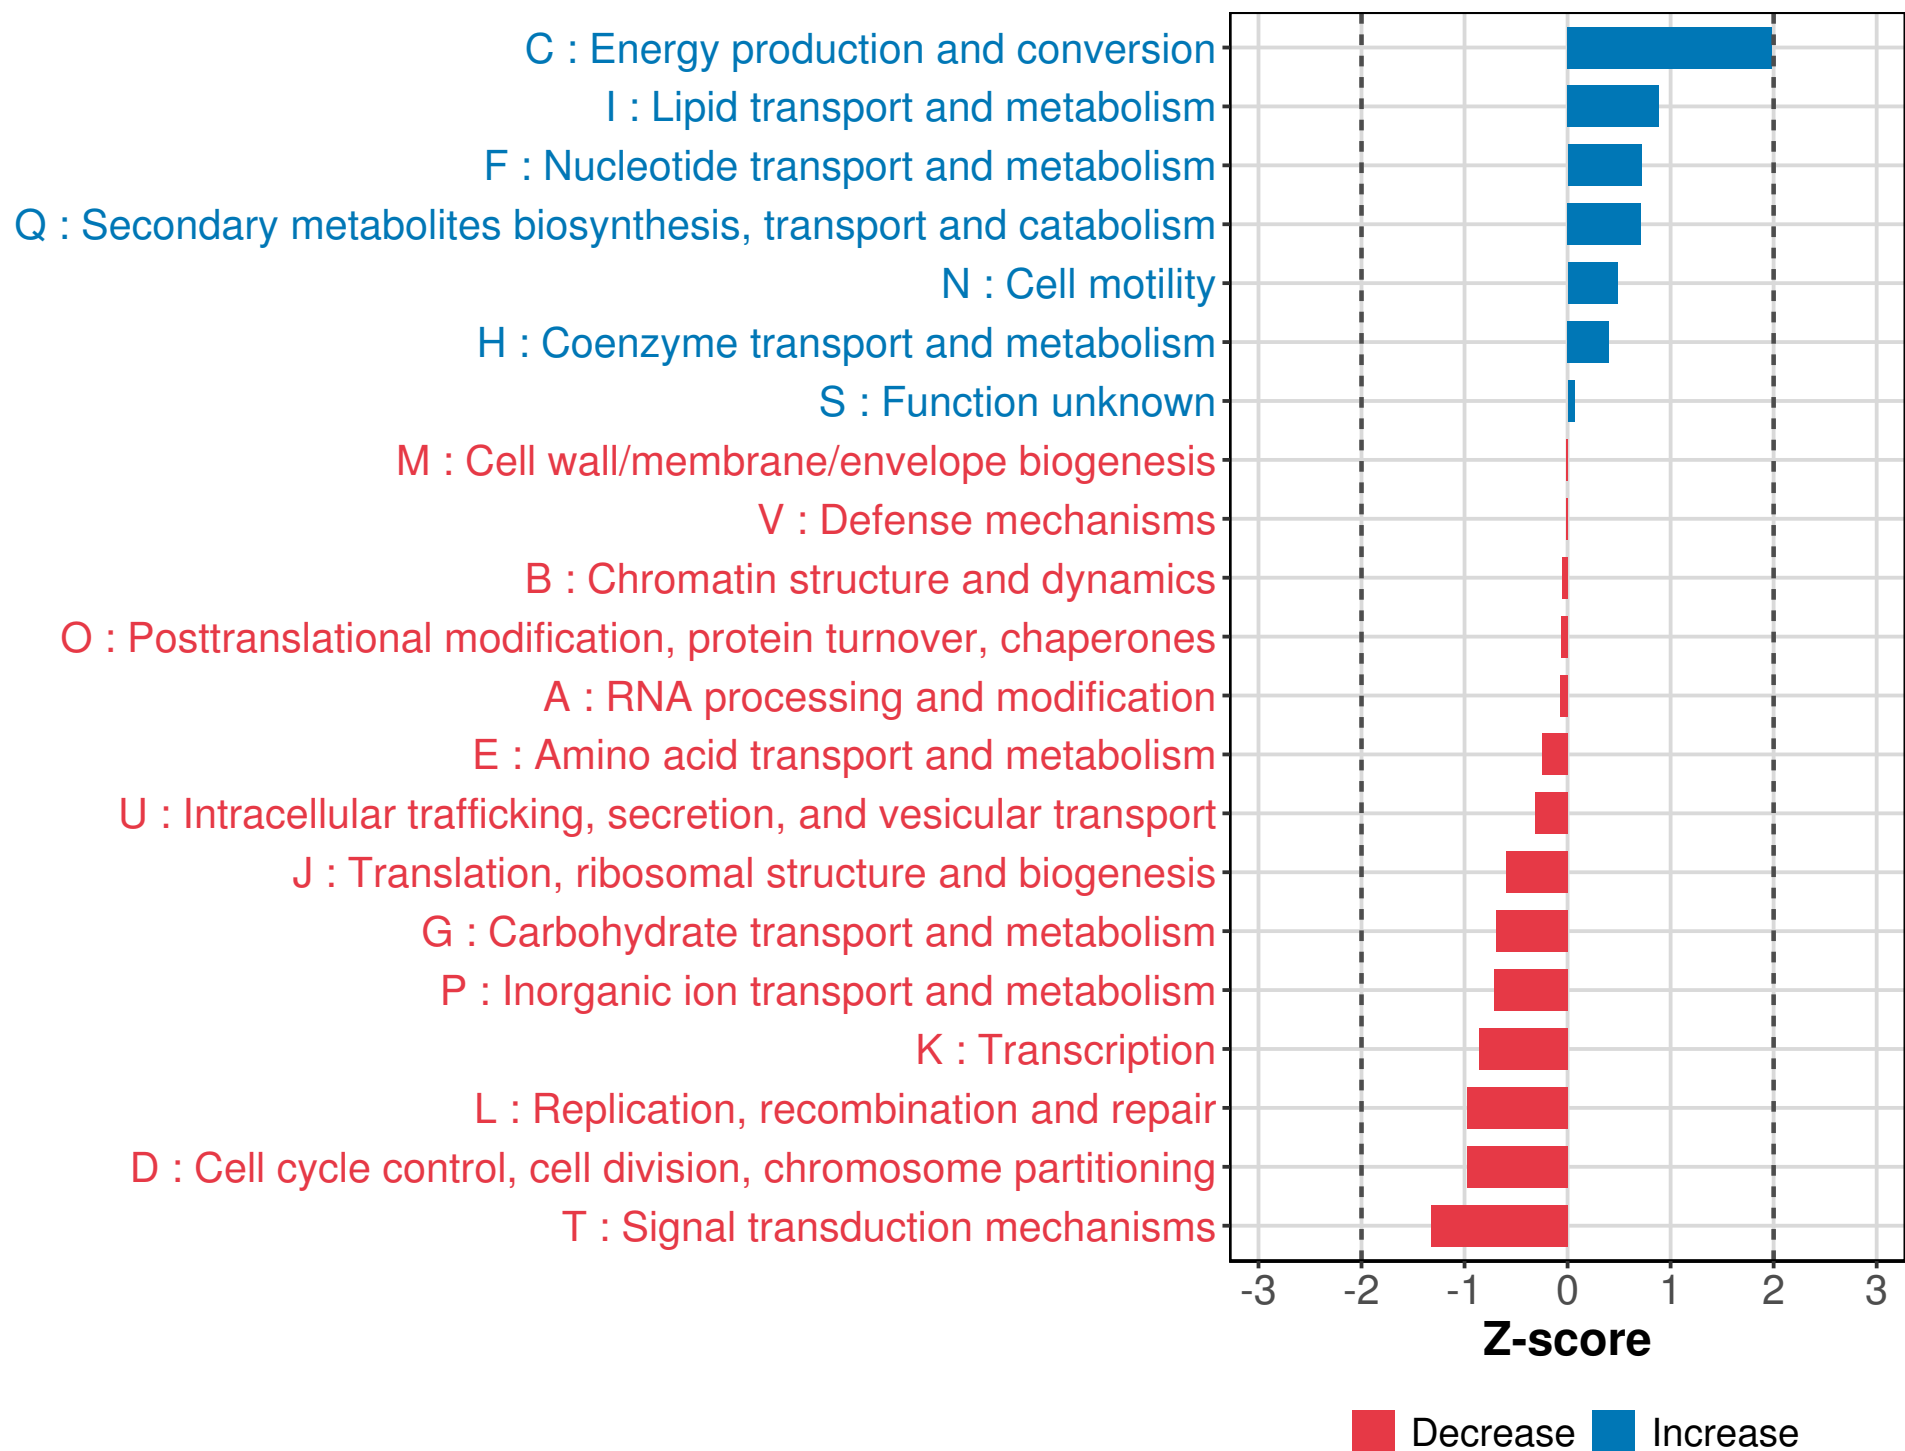 C : Energy production and conversion
I : Lipid transport and metabolism
F : Nucleotide transport and metabolism
Q : Secondary metabolites biosynthesis, transport and catabolism
N : Cell motility
H : Coenzyme transport and metabolism
S : Function unknown
M : Cell wall/membrane/envelope biogenesis
V : Defense mechanisms
B : Chromatin structure and dynamics
O : Posttranslational modification, protein turnover, chaperones
A : RNA processing and modification
E : Amino acid transport and metabolism
U : Intracellular trafficking, secretion, and vesicular transport
J : Translation, ribosomal structure and biogenesis
G : Carbohydrate transport and metabolism
P : Inorganic ion transport and metabolism
K : Transcription
L : Replication, recombination and repair
D : Cell cycle control, cell division, chromosome partitioning
T : Signal transduction mechanisms
-3 -2 -1 0 1 2 3
Z-score
Decrease Increase